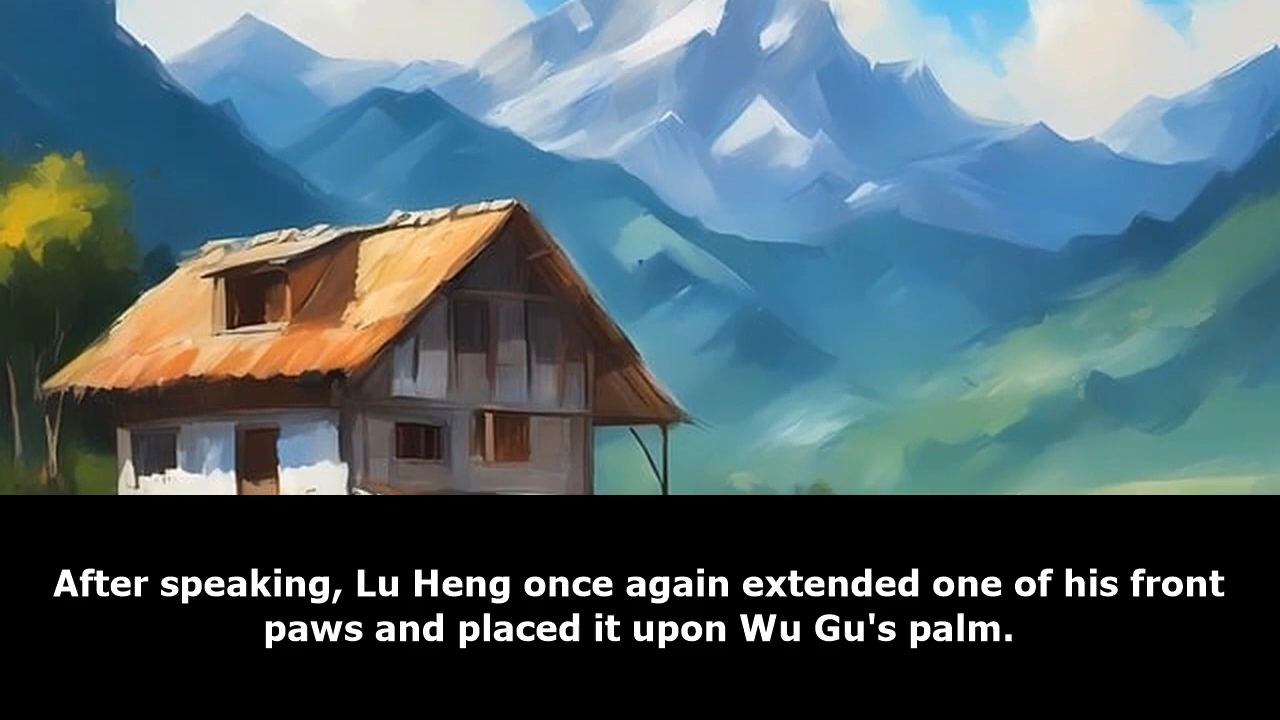 After speaking, Lu Heng once again extended one of his front
paws and placed it upon Wu Gu's palm.